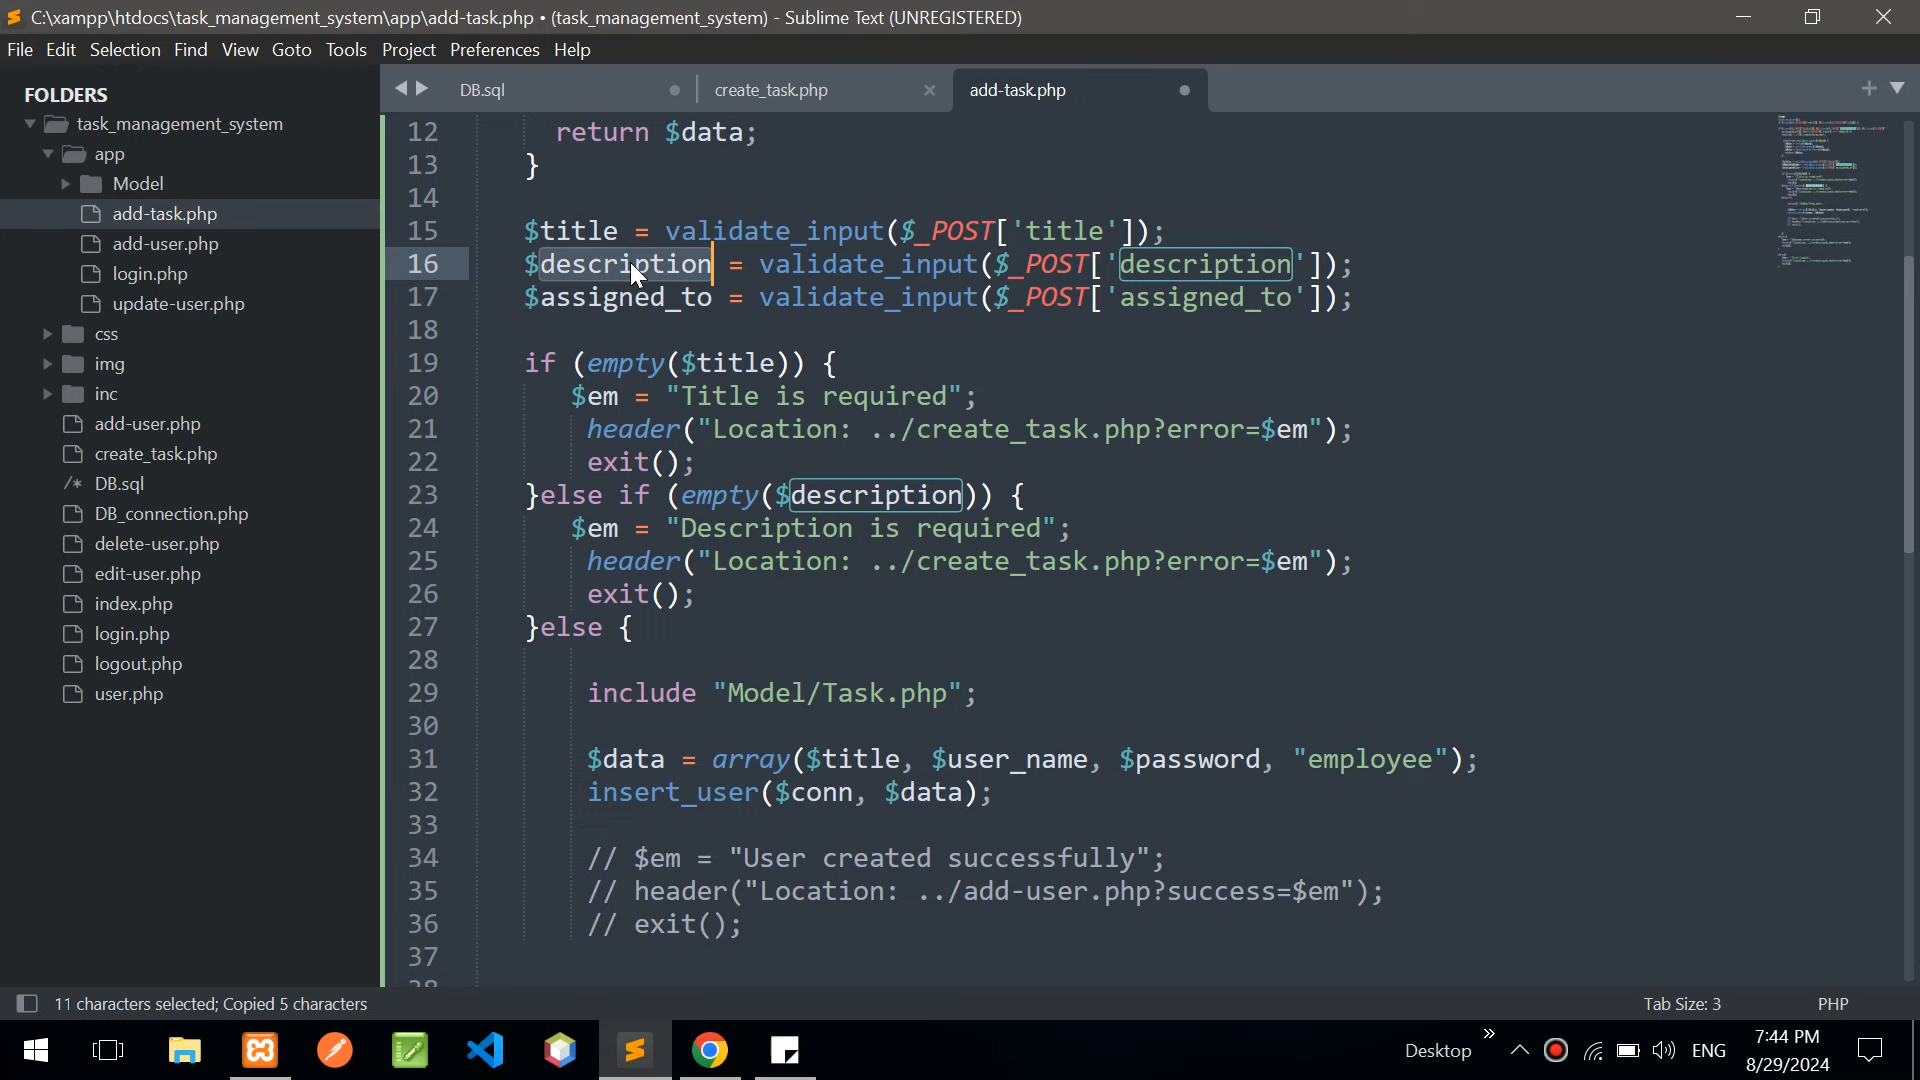 C:\xampp\htdocs\task_management_system\app\add-task.php • (task_management_system) - Sublime Text (UNREGISTERED)
File Edit Selection Find View Goto Tools Project Preferences Help
FOLDERS
task_management_system
app
Model
add-task.php
add-user.php
login.php
update-user.php
css
img
inc
add-user.php
create_task.php
/* DB.sql
DB_connection.php
delete-user.php
edit-user.php
index.php
login.php
logout.php
user.php
DB.sql create_task.php add-task.php
12 return $data;
13 }
14
15 $title = validate_input($_POST['title']);
16 $description = validate_input($_POST['description']);
17 $assigned_to = validate_input($_POST['assigned_to']);
18
19 if (empty($title)) {
20 $em = "Title is required";
21 header("Location: ../create_task.php?error=$em");
22 exit();
23 }else if (empty($description)) {
24 $em = "Description is required";
25 header("Location: ../create_task.php?error=$em");
26 exit();
27 }else {
28
29 include "Model/Task.php";
30
31 $data = array($title, $user_name, $password, "employee");
32 insert_user($conn, $data);
33
34 // $em = "User created successfully";
35 // header("Location: ../add-user.php?success=$em");
36 // exit();
37
11 characters selected; Copied 5 characters Tab Size: 3 PHP
Desktop ENG 7:44 PM
8/29/2024